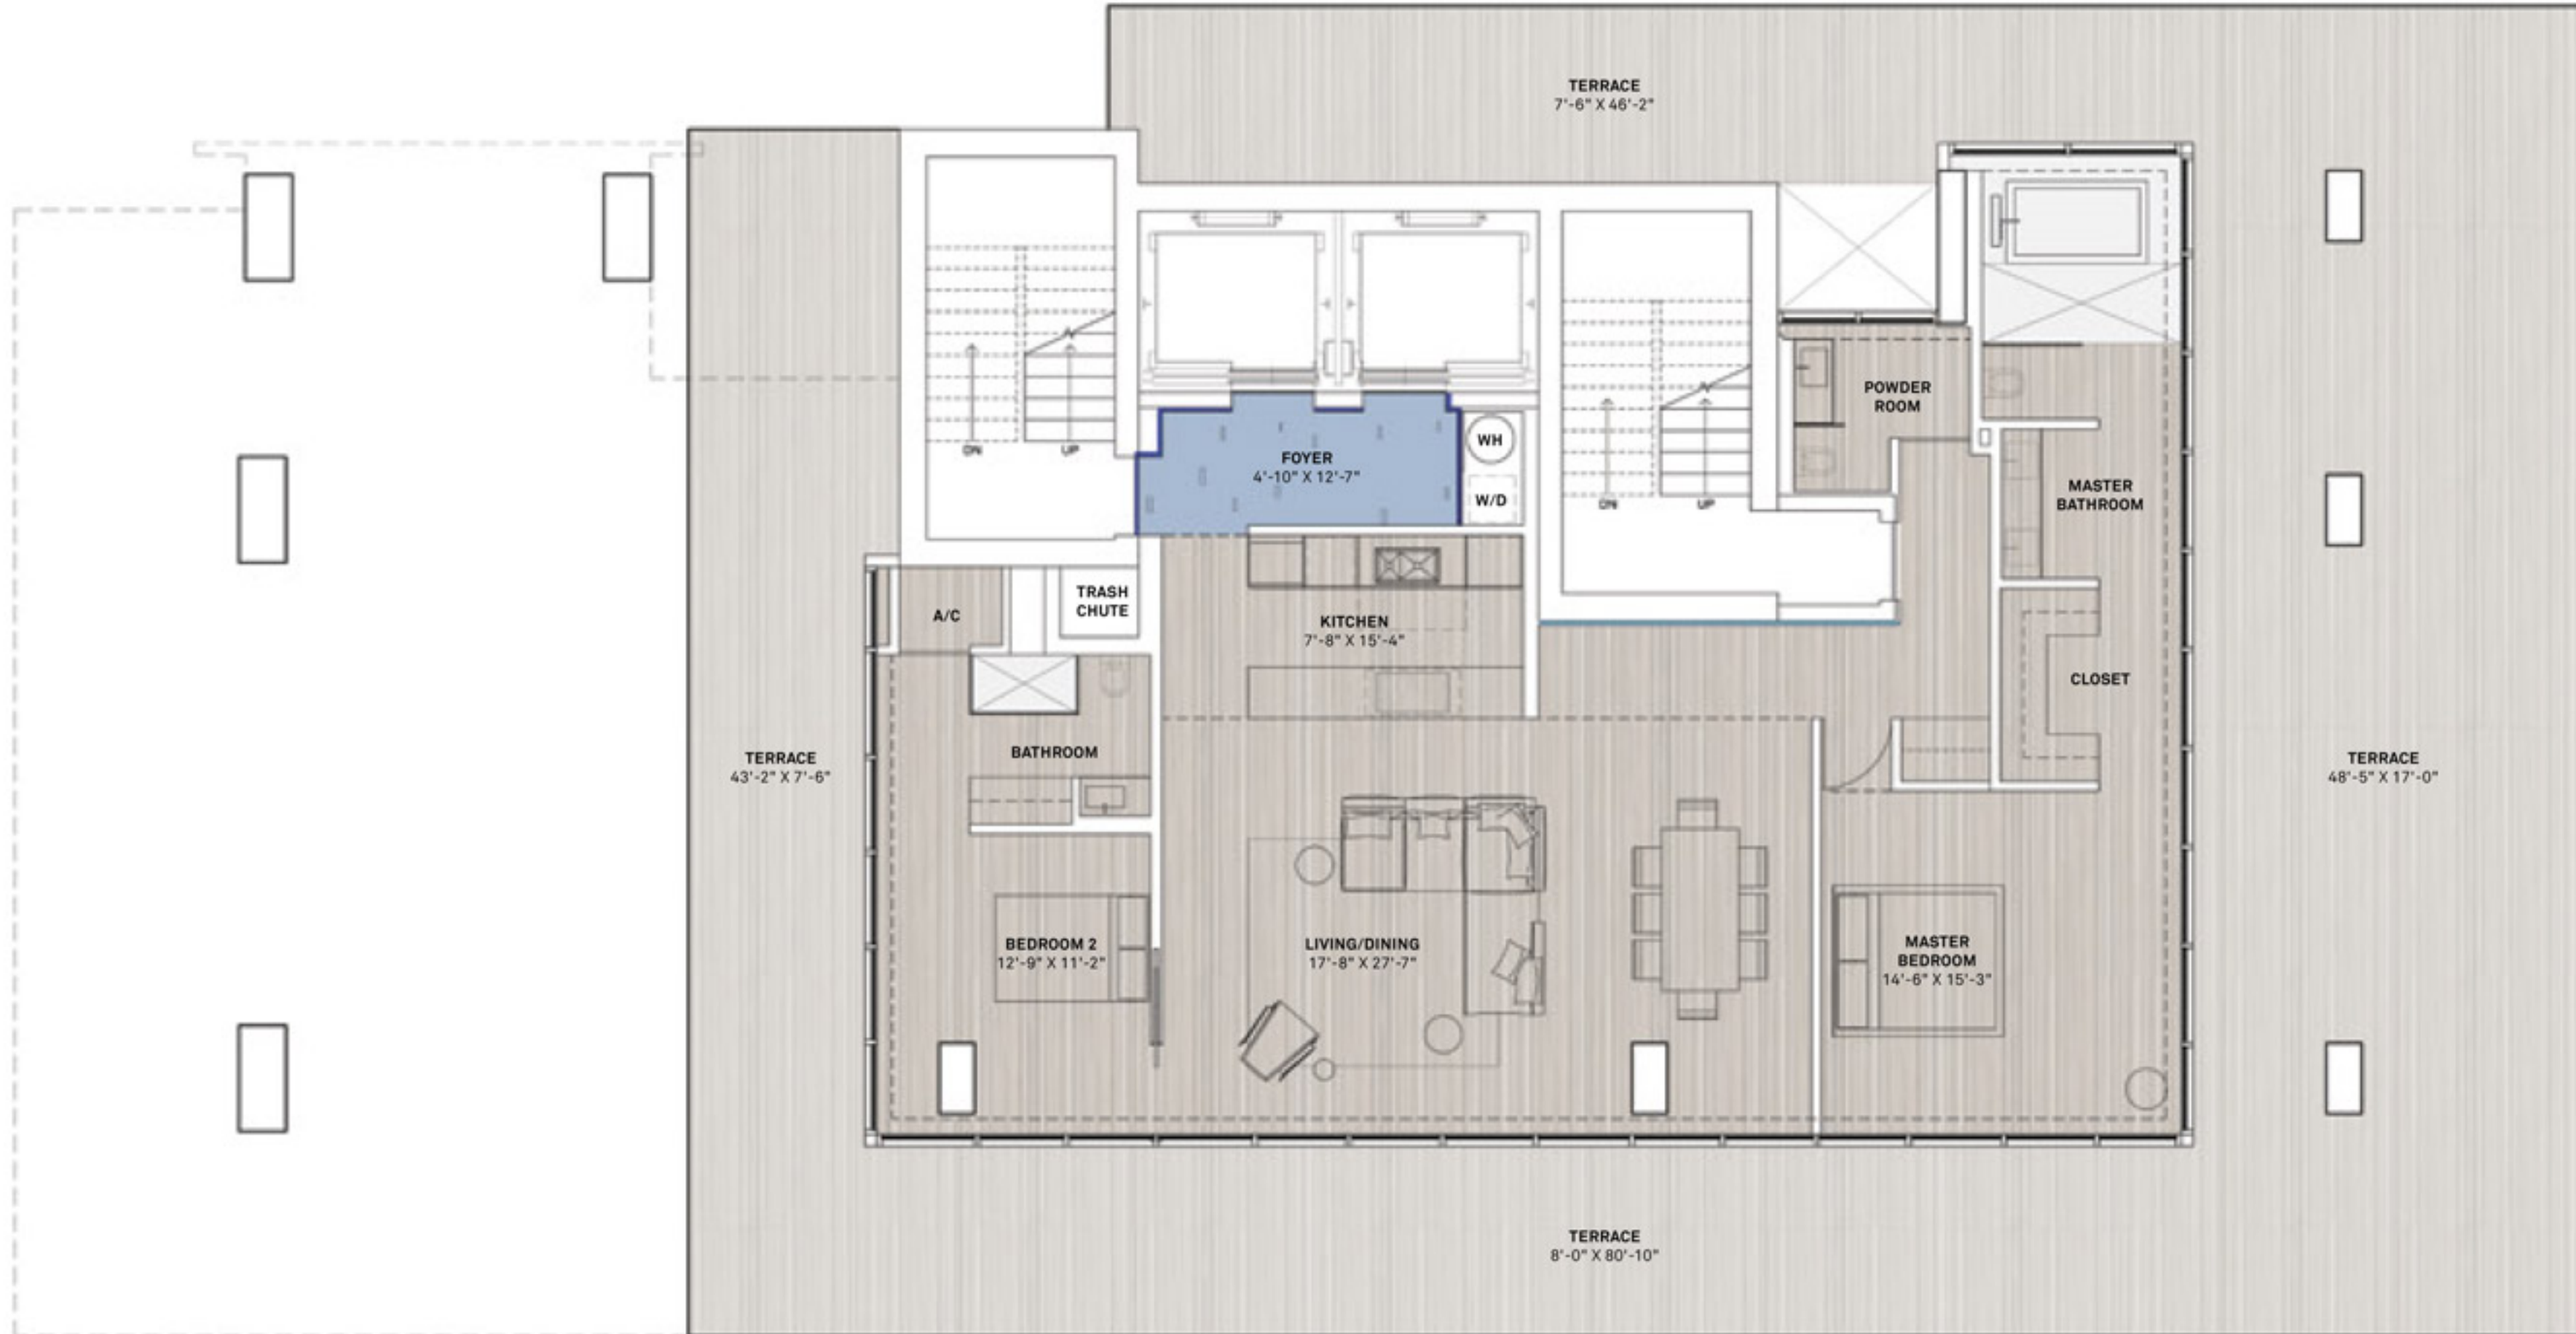 TERRACE
7'-6" X 46'-2"
POWDER
ROOM
DN
UP
FOYER
4'-10" X 12'-7"
WH
W/D
DN
UP
MASTER
BATHROOM
A/C
TRASH
CHUTE
KITCHEN
7'-8" X 15'-4"
CLOSET
BATHROOM
TERRACE
43'-2" X 7'-6"
TERRACE
48'-5" X 17'-0"
BEDROOM 2
12'-9" X 11'-2"
LIVING/DINING
17'-8" X 27'-7"
MASTER
BEDROOM
14'-6" X 15'-3"
TERRACE
8'-0" X 80'-10"